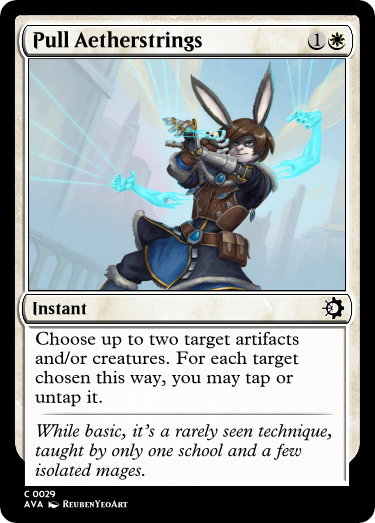 Pull Aetherstrings
1
Instant
Choose up to two target artifacts
and/or creatures. For each target
chosen this way, you may tap or
untap it.
While basic, it's a rarely seen technique,
taught by only one school and a few
isolated mages.
C 0029
AVA ReubenYeoArt